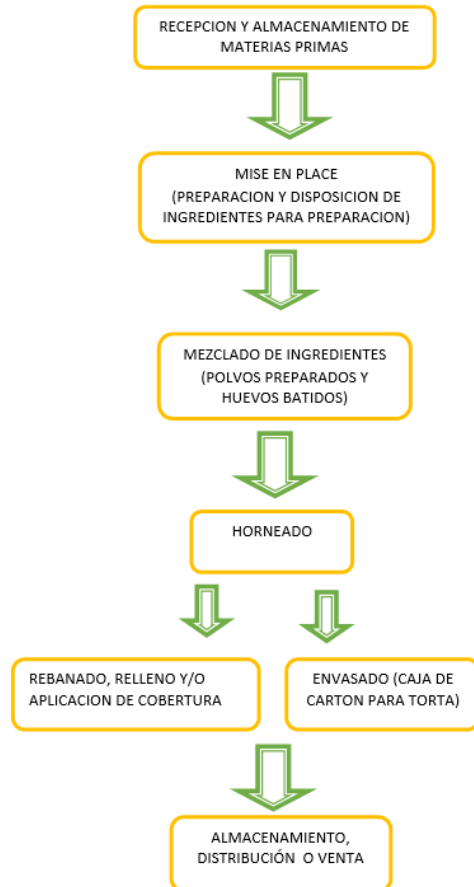 RECEPCION Y ALMACENAMIENTO DE
MATERIAS PRIMAS
MISE EN PLACE
(PREPARACION Y DISPOSICION DE
INGREDIENTES PARA PREPARACION)
MEZCLADO DE INGREDIENTES
(POLVOS PREPARADOS Y
HUEVOS BATIDOS)
HORNEADO
REBANADO, RELLENO Y/O
APLICACION DE COBERTURA
ENVASADO (CAJA DE
CARTON PARA TORTA)
ALMACENAMIENTO,
DISTRIBUCIÓN O VENTA